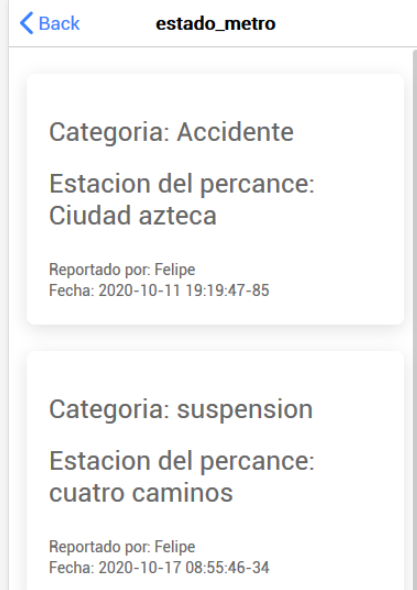 Back
estado_metro
Categoria: Accidente
Estacion del percance:
Ciudad azteca
Reportado por: Felipe
Fecha: 2020-10-11 19:19:47-85
Categoria: suspension
Estacion del percance:
cuatro caminos
Reportado por: Felipe
Fecha: 2020-10-17 08:55:46-34